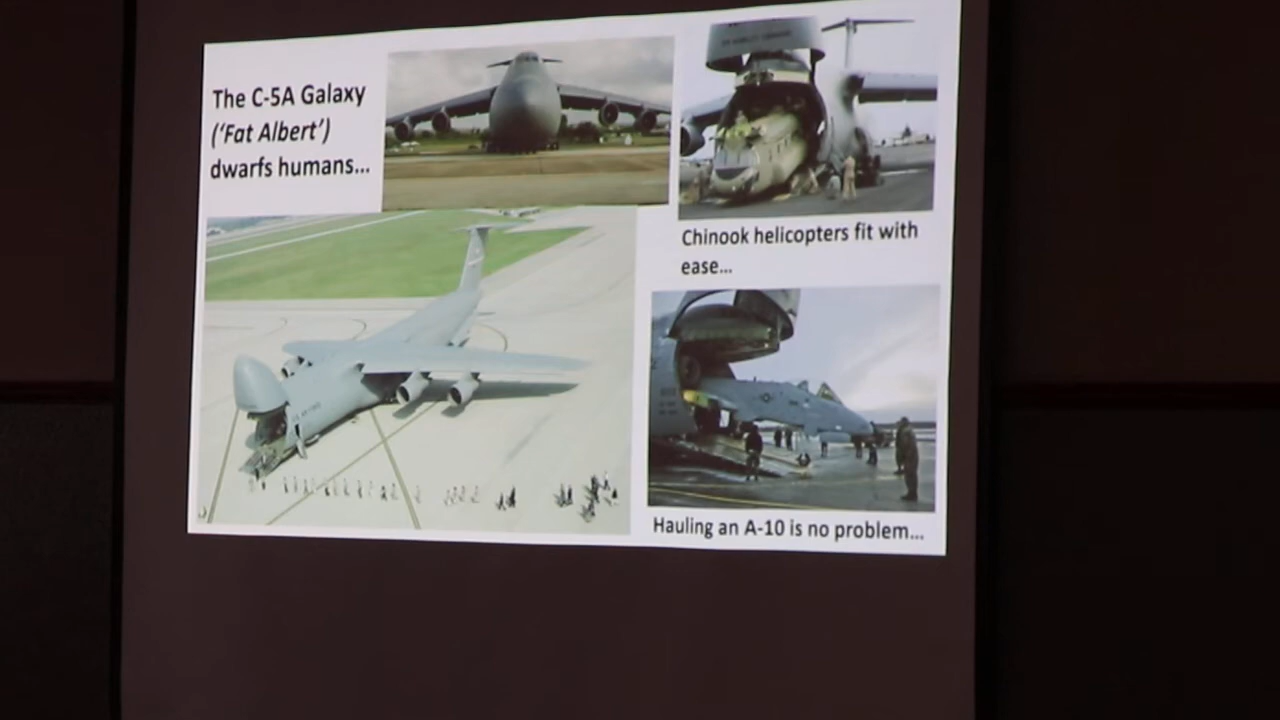 The C-5A Galaxy
('Fat Albert')
dwarfs humans...
Chinook helicopters fit with
ease...
Hauling an A-10 is no problem...